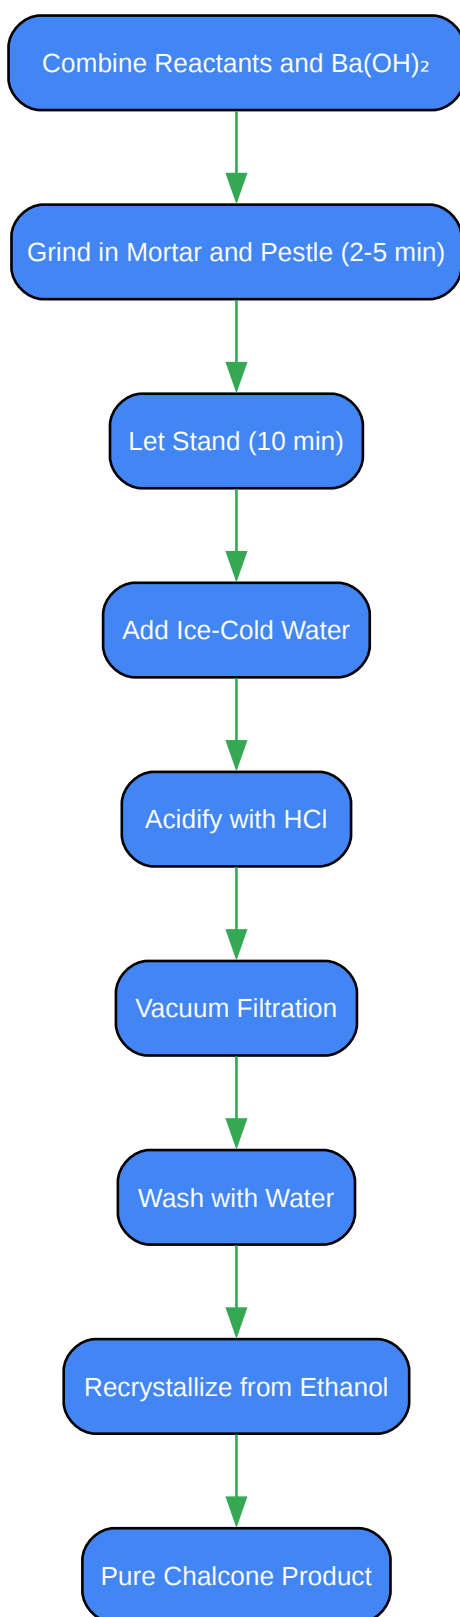 Combine Reactants and Ba(OH)₂
Grind in Mortar and Pestle (2-5 min)
Let Stand (10 min)
Add Ice-Cold Water
Acidify with HCl
Vacuum Filtration
Wash with Water
Recrystallize from Ethanol
Pure Chalcone Product